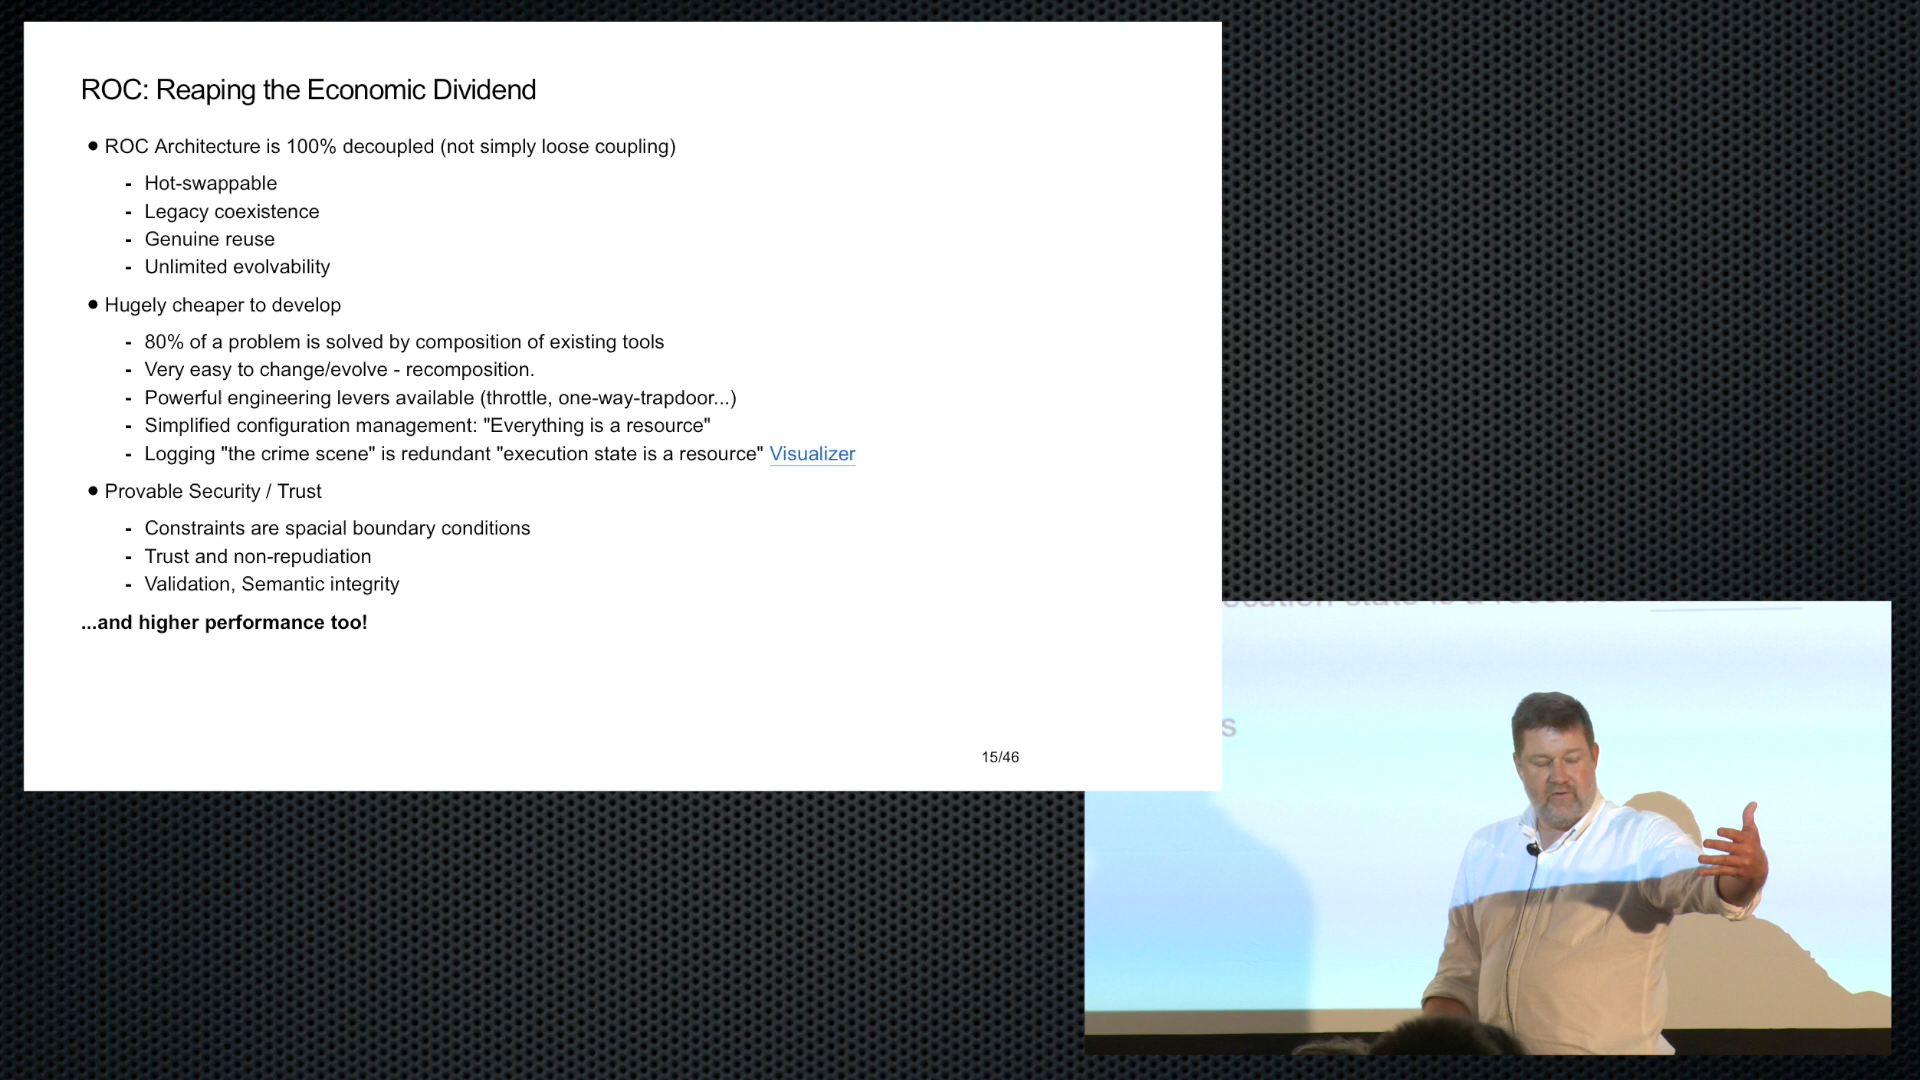 ROC: Reaping the Economic Dividend
● ROC Architecture is 100% decoupled (not simply loose coupling)
- Hot-swappable
- Legacy coexistence
- Genuine reuse
- Unlimited evolvability
● Hugely cheaper to develop
- 80% of a problem is solved by composition of existing tools
- Very easy to change/evolve - recomposition.
- Powerful engineering levers available (throttle, one-way-trapdoor...)
- Simplified configuration management: "Everything is a resource"
- Logging "the crime scene" is redundant "execution state is a resource" Visualizer
● Provable Security / Trust
- Constraints are spacial boundary conditions
- Trust and non-repudiation
- Validation, Semantic integrity
...and higher performance too!
15/46